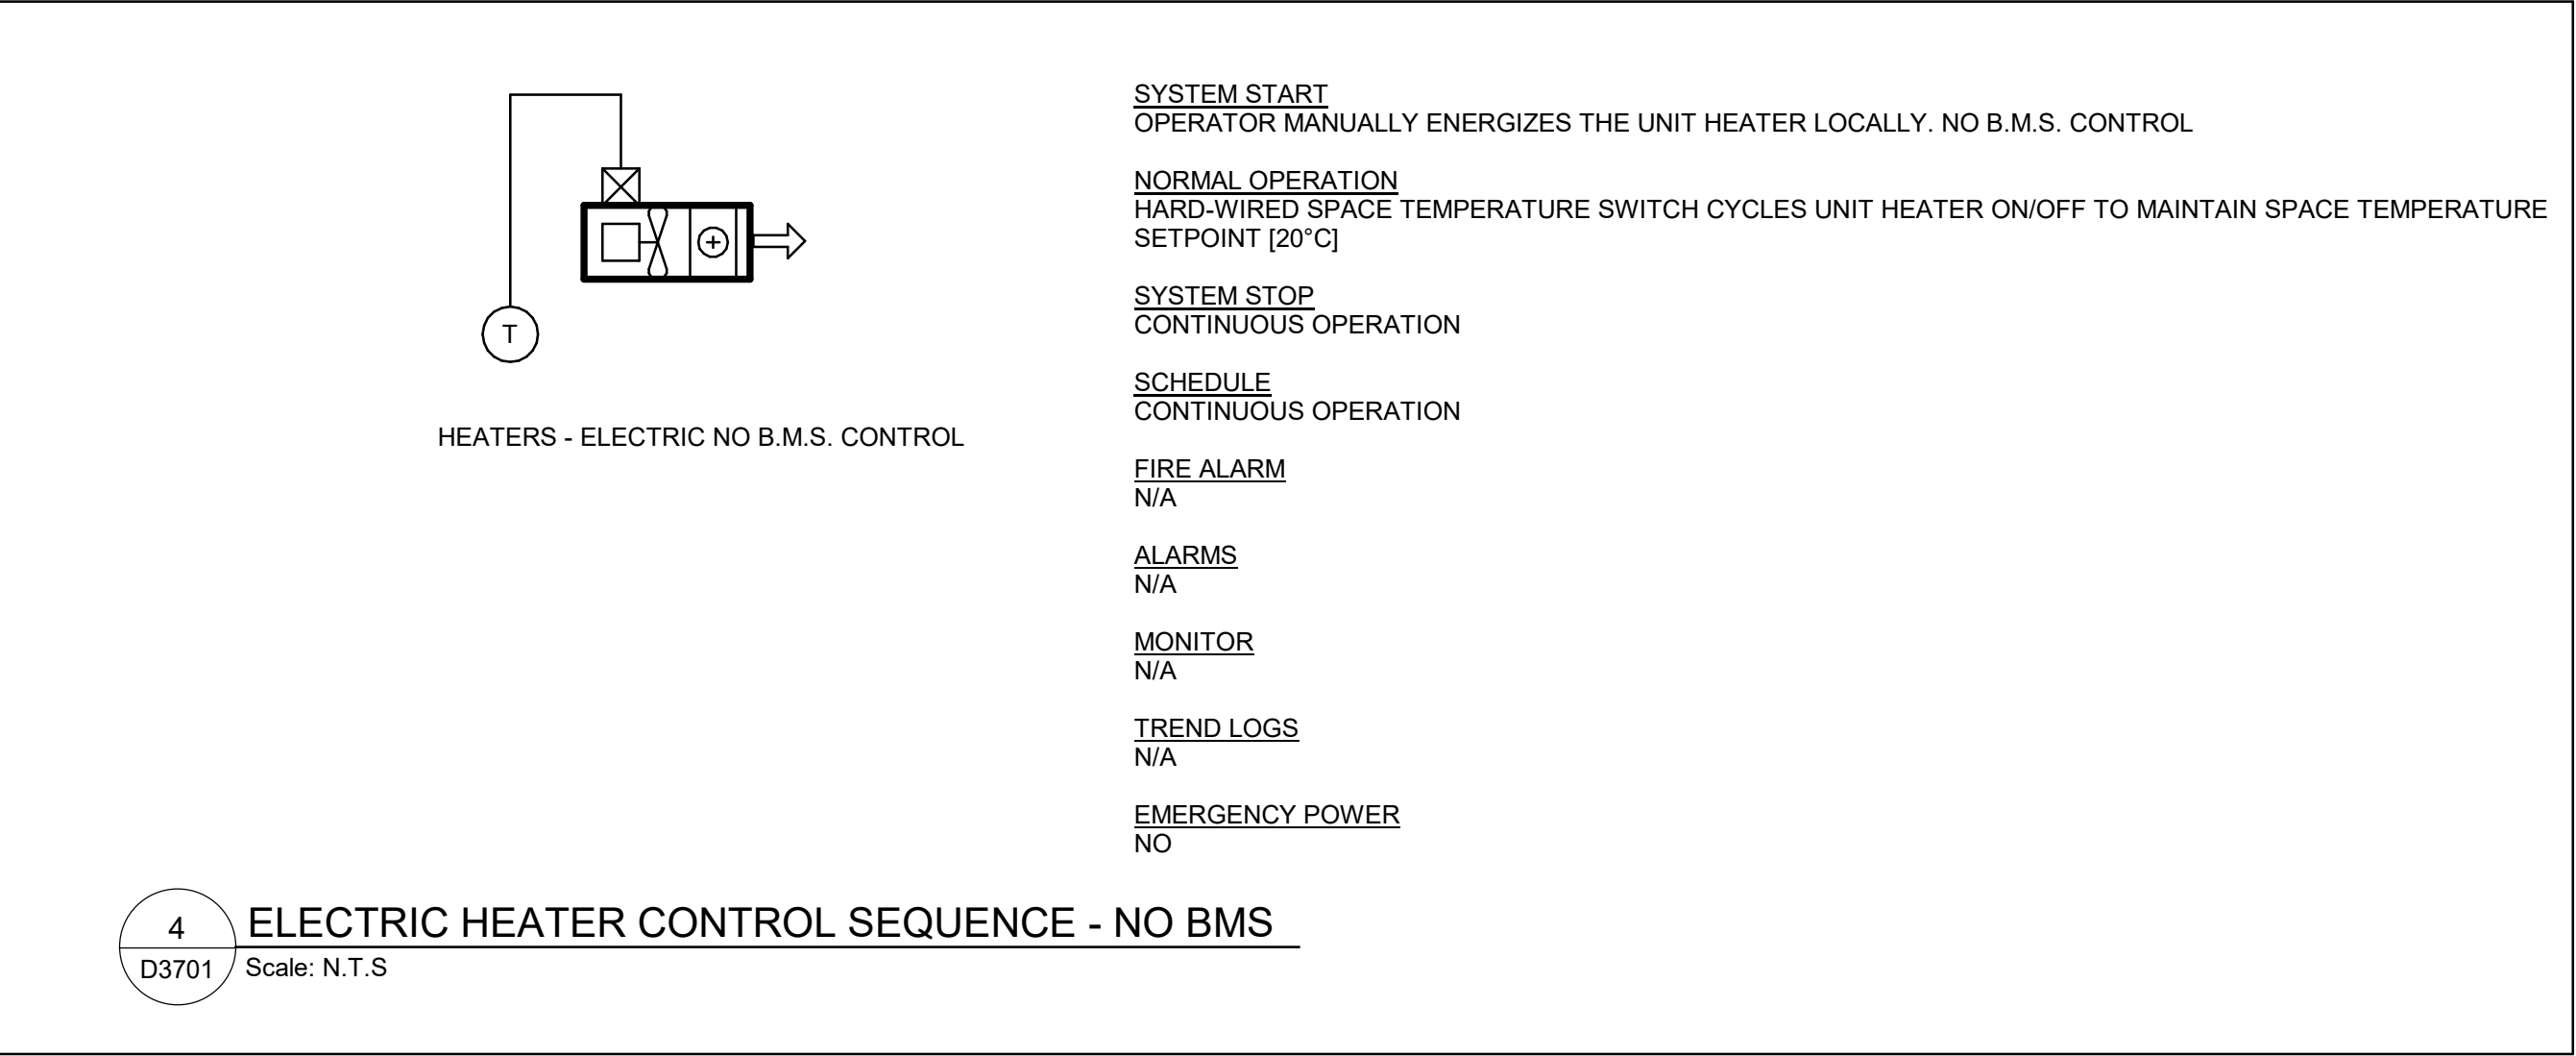 SYSTEM START
OPERATOR MANUALLY ENERGIZES THE UNIT HEATER LOCALLY. NO B.M.S. CONTROL
NORMAL OPERATION
HARD-WIRED SPACE TEMPERATURE SWITCH CYCLES UNIT HEATER ON/OFF TO MAINTAIN SPACE TEMPERATURE
SETPOINT [20°C]
SYSTEM STOP
CONTINUOUS OPERATION
SCHEDULE
CONTINUOUS OPERATION
FIRE ALARM
N/A
ALARMS
N/A
MONITOR
N/A
TREND LOGS
N/A
EMERGENCY POWER
NO
T
HEATERS - ELECTRIC NO B.M.S. CONTROL
4
D3701
ELECTRIC HEATER CONTROL SEQUENCE - NO BMS
Scale: N.T.S